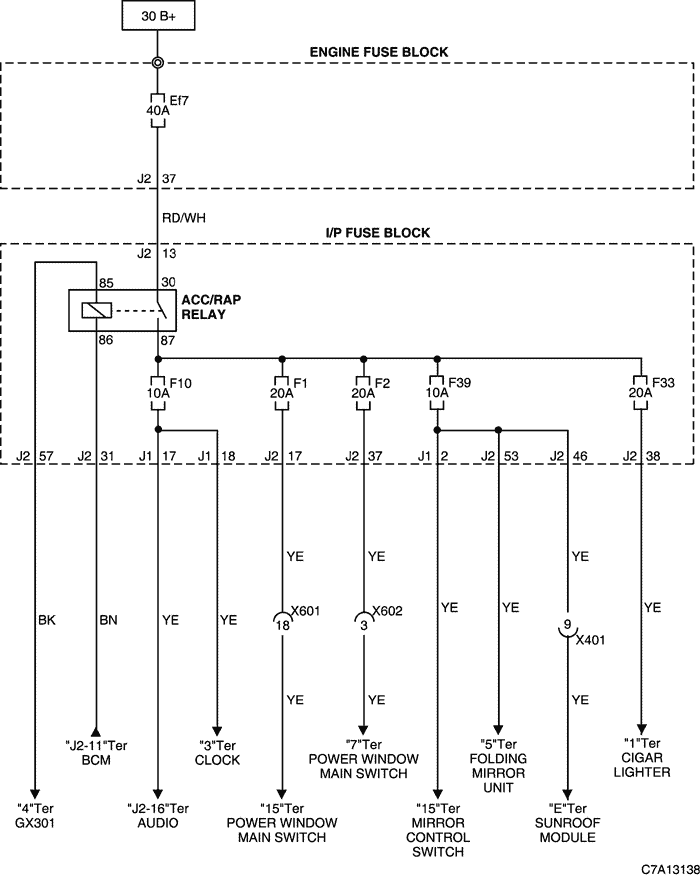 30 B+
ENGINE FUSE BLOCK
Ef7
40A
J2 37
RD/WH
I/P FUSE BLOCK
J2 13
85 30
ACC/RAP
RELAY
86 87
F10 F1 F2 F39 F33
10A 20A 20A 10A 20A
J2 57 J2 31 J1 17 J1 18 J2 17 J2 37 J1 2 J2 53 J2 46 J2 38
YE YE YE
X601 X602
BK BN YE YE 18 3 YE YE 9 YE
X401
YE YE YE
"J2-11"Ter
BCM
"3"Ter
CLOCK
"7"Ter
POWER WINDOW
MAIN SWITCH
"5"Ter
FOLDING
MIRROR
UNIT
"1"Ter
CIGAR
LIGHTER
"4"Ter
GX301
"J2-16"Ter
AUDIO
"15"Ter
POWER WINDOW
MAIN SWITCH
"15"Ter
MIRROR
CONTROL
SWITCH
"E"Ter
SUNROOF
MODULE
C7A13138